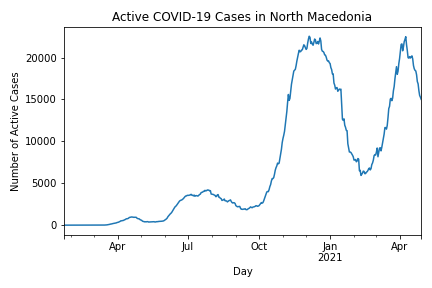 Active COVID-19 Cases in North Macedonia
Number of Active Cases
20000
15000
10000
5000
0
Apr
Jul
Oct
Jan
2021
Apr
Day